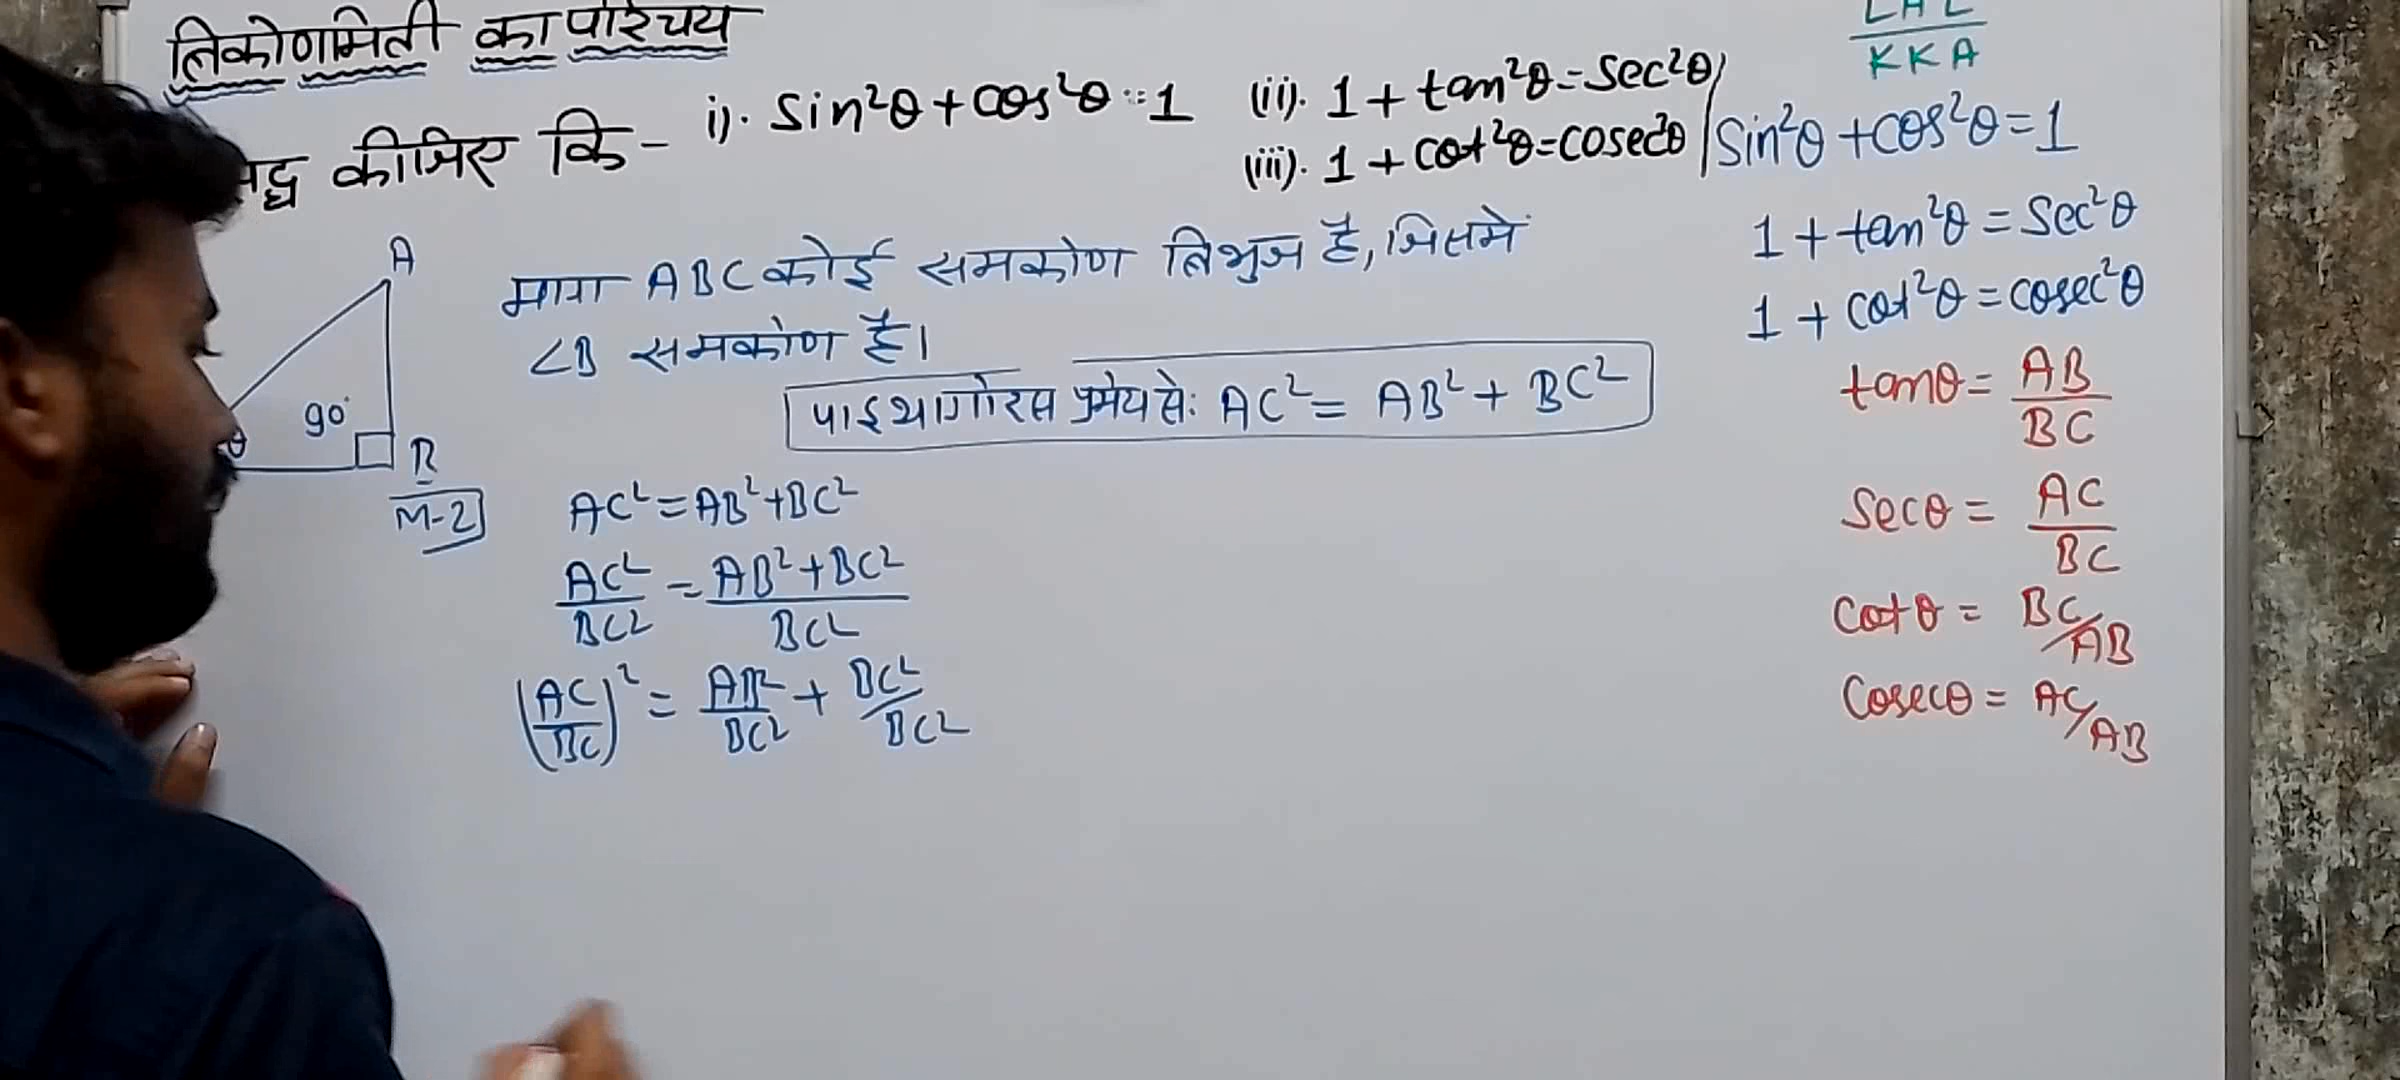 त्रिकोणमिती का परिचय
सिद्ध कीजिए कि- i). sin²θ + cos²θ = 1 (ii). 1 + tan²θ = sec²θ
(iii). 1 + cot²θ = cosec²θ
KKA
sin²θ + cos²θ = 1
1 + tan²θ = sec²θ
1 + cot²θ = cosec²θ
tanθ = AB/BC
secθ = AC/BC
cotθ = BC/AB
cosecθ = AC/AB
A
90°
θ
B
M-2
माना ABC कोई समकोण त्रिभुज है, जिसमे
∠B समकोण है।
पाइथागोरस प्रमेय से: AC² = AB² + BC²
AC² = AB² + BC²
AC²/BC² = AB² + BC²/BC²
(AC/BC)² = AB²/BC² + BC²/BC²